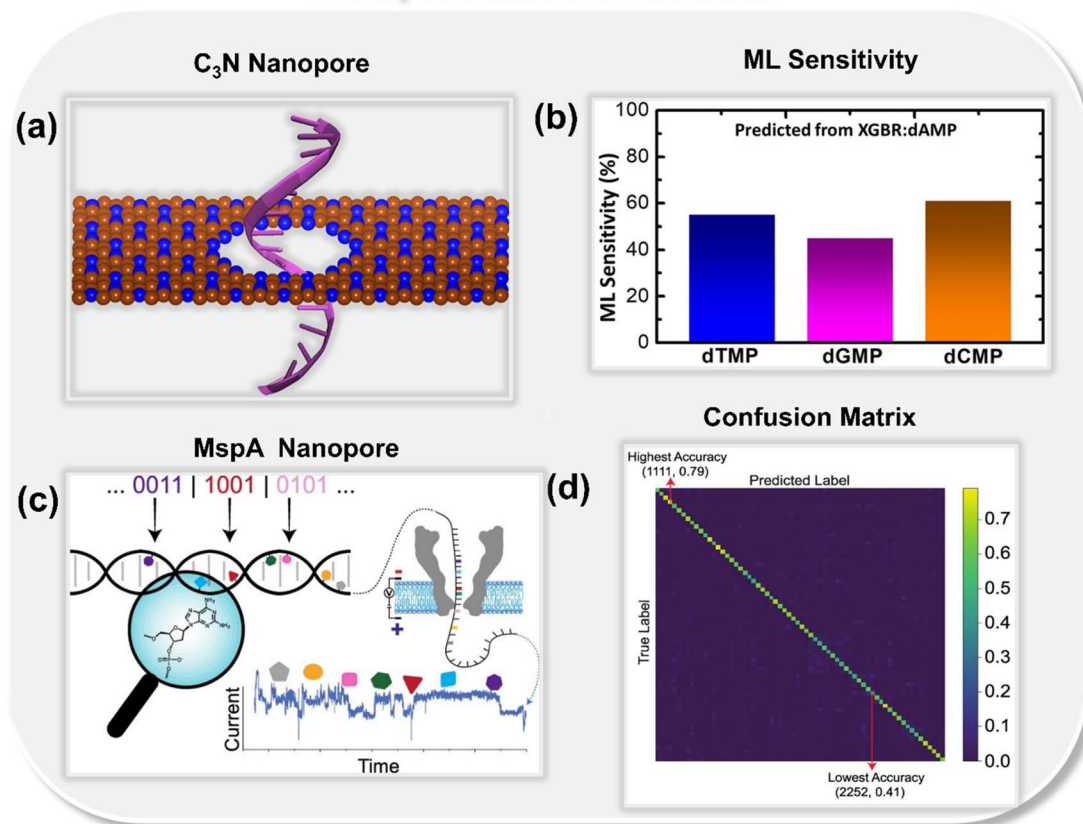 C₃N Nanopore
ML Sensitivity
(a)
(b)
Predicted from XGBR:dAMP
ML Sensitivity (%)
100
80
60
40
20
0
dTMP dGMP dCMP
MspA Nanopore
Confusion Matrix
(c)
... 0011 | 1001 | 0101 ...
V
+
NH₂
N
N
N
N
NH₂
O
O
O
O=P-O⁻
O
Current
Time
(d)
Highest Accuracy
(1111, 0.79)
Predicted Label
True Label
0.7
0.6
0.5
0.4
0.3
0.2
0.1
0.0
Lowest Accuracy
(2252, 0.41)